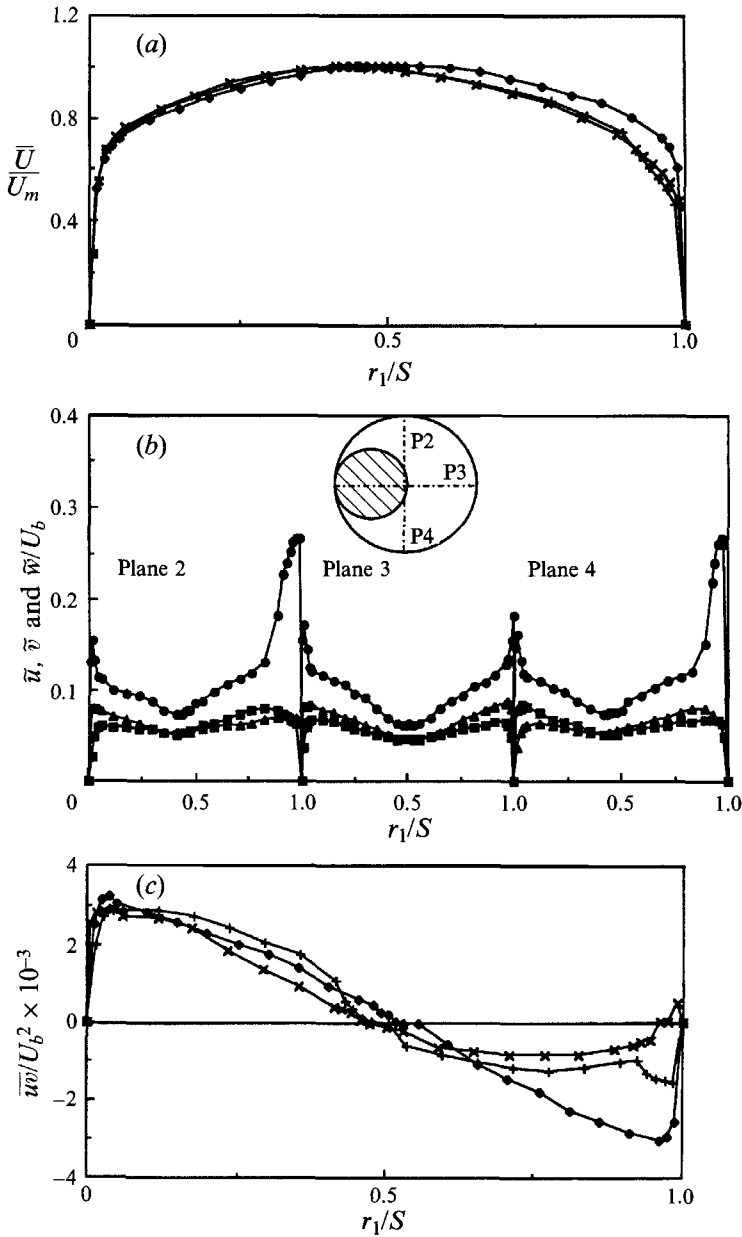 1.2
(a)
0.8
U̅
U_m
0.4
0
0.5
1.0
r₁/S
0.4
(b)
P2
P3
P4
0.3
Plane 2
Plane 3
Plane 4
0.2
ũ, ṽ and w̃/U_b
0.1
0
0.5
1.0
0.5
1.0
0.5
1.0
r₁/S
4
(c)
2
u̅v̅/U_b² × 10⁻³
0
−2
−4
0
0.5
1.0
r₁/S